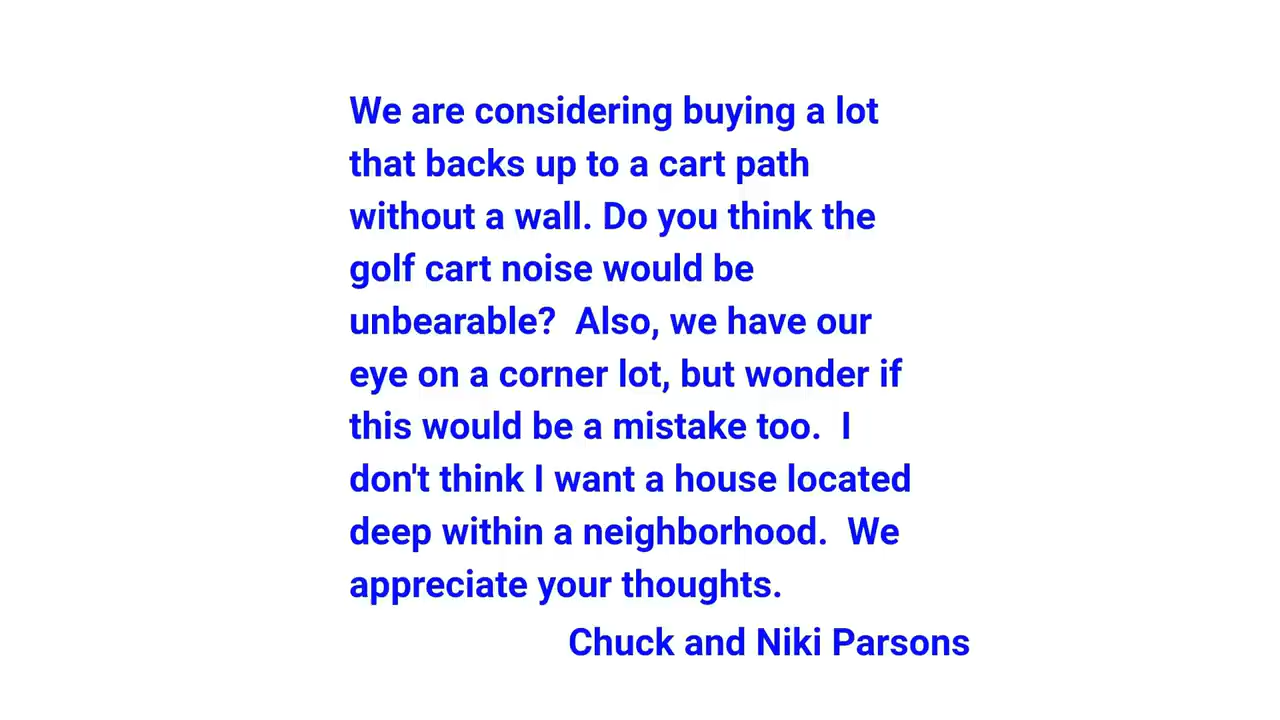 We are considering buying a lot
that backs up to a cart path
without a wall. Do you think the
golf cart noise would be
unbearable?  Also, we have our
eye on a corner lot, but wonder if
this would be a mistake too.  I
don't think I want a house located
deep within a neighborhood.  We
appreciate your thoughts.
Chuck and Niki Parsons